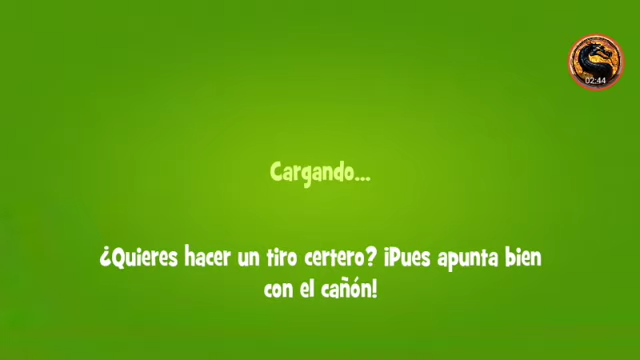 02:44
Cargando...
¿Quieres hacer un tiro certero? ¡Pues apunta bien
con el cañón!